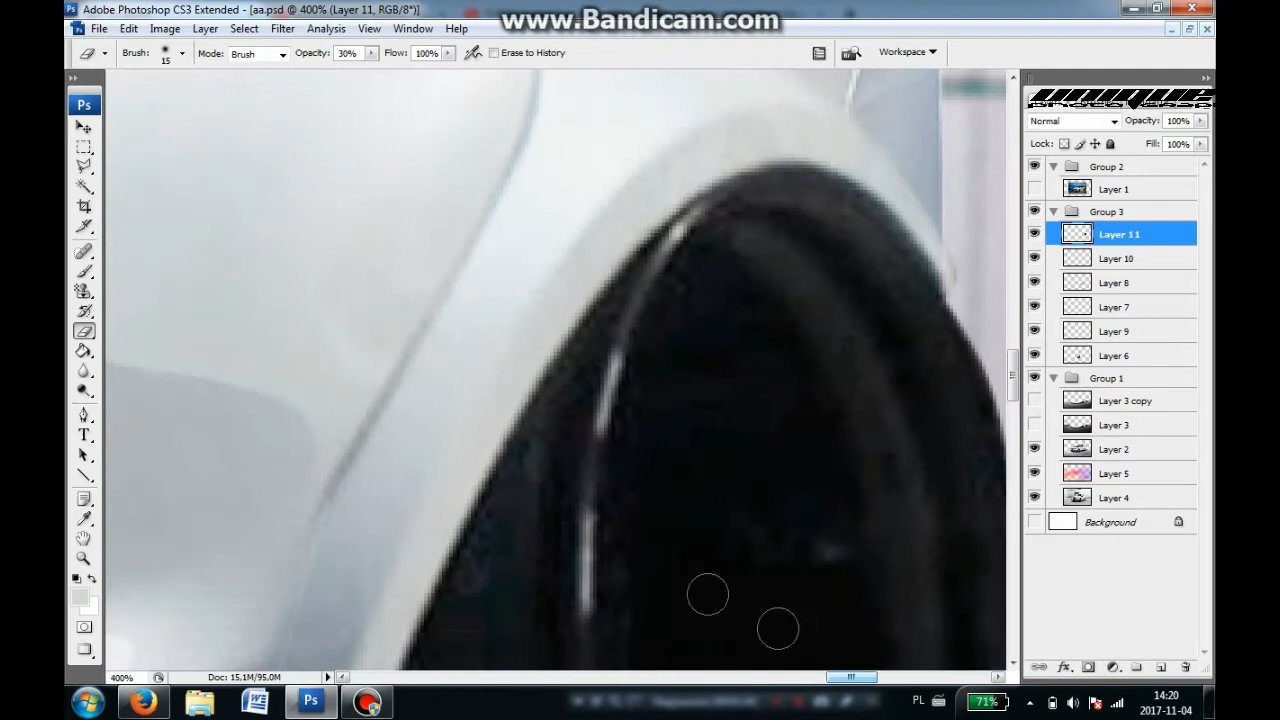 Adobe Photoshop CS3 Extended - [aa.psd @ 400% (Layer 11, RGB/8*)]
www.Bandicam.com
File Edit Image Layer Select Filter Analysis View Window Help
Brush: 15 Mode: Brush Opacity: 30% Flow: 100% Erase to History Workspace
Ps
Normal Opacity: 100%
Lock: Fill: 100%
Group 2
Layer 1
Group 3
Layer 11
Layer 10
Layer 8
Layer 7
Layer 9
Layer 6
Group 1
Layer 3 copy
Layer 3
Layer 2
Layer 5
Layer 4
Background
T
400% Doc: 15,1M/95,0M
W
Ps
PL
71%
14:20
2017-11-04